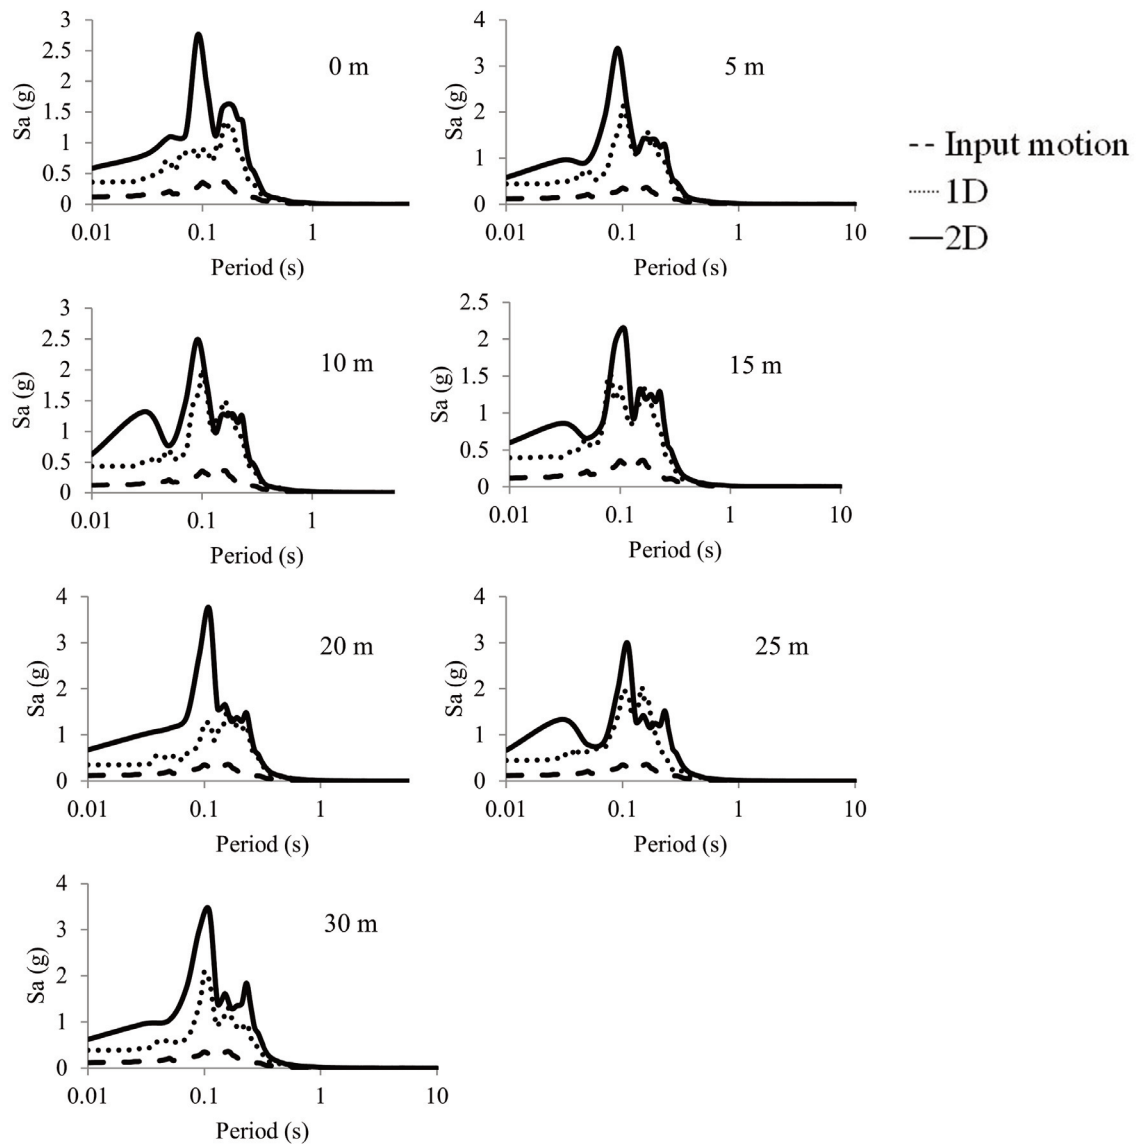 3
2.5
2
1.5
1
0.5
0
Sa (g)
0 m
0.01 0.1 1
Period (s)
4
3
2
1
0
Sa (g)
5 m
0.01 0.1 1 10
Period (s)
Input motion
1D
2D
3
2.5
2
1.5
1
0.5
0
Sa (g)
10 m
0.01 0.1 1
Period (s)
2.5
2
1.5
1
0.5
0
Sa (g)
15 m
0.01 0.1 1 10
Period (s)
4
3
2
1
0
Sa (g)
20 m
0.01 0.1 1
Period (s)
4
3
2
1
0
Sa (g)
25 m
0.01 0.1 1 10
Period (s)
4
3
2
1
0
Sa (g)
30 m
0.01 0.1 1 10
Period (s)